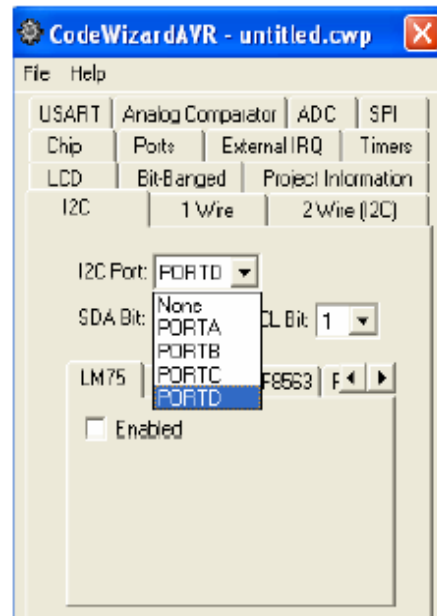 CodeWizardAVR - untitled.cwp
File Help
USART Analog Comparator ADC SPI
Chip Ports External IRQ Timers
LCD Bit-Banged Project Information
I2C 1 Wire 2 Wire (I2C)
I2C Port: PORTD
SDA Bit: CL Bit: 1
None
PORTA
PORTB
PORTC
PORTD
LM75 F8563 F
Enabled